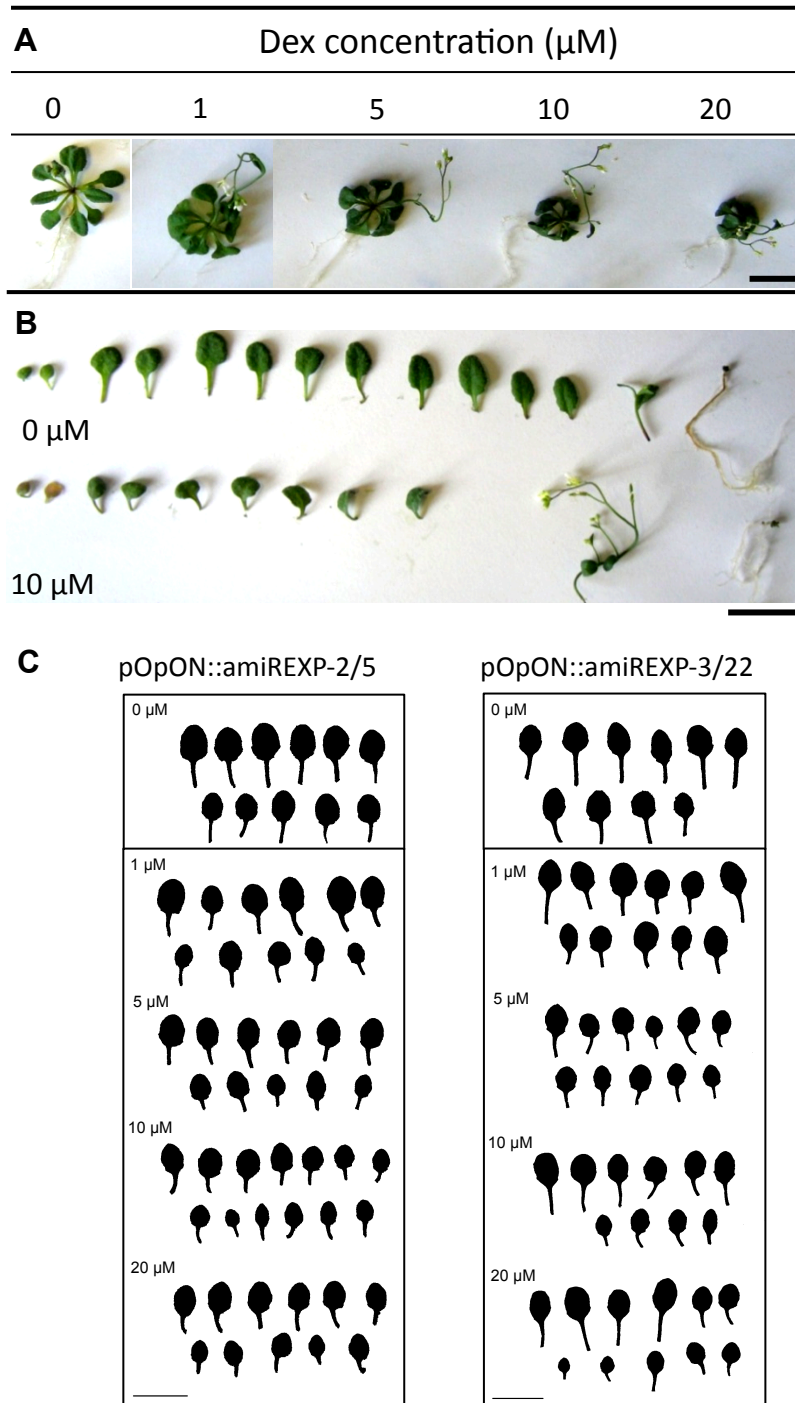 A
Dex concentration (µM)
0 1 5 10 20
B
0 µM
10 µM
C
pOpON::amiREXP-2/5
0 µM
1 µM
5 µM
10 µM
20 µM
pOpON::amiREXP-3/22
0 µM
1 µM
5 µM
10 µM
20 µM